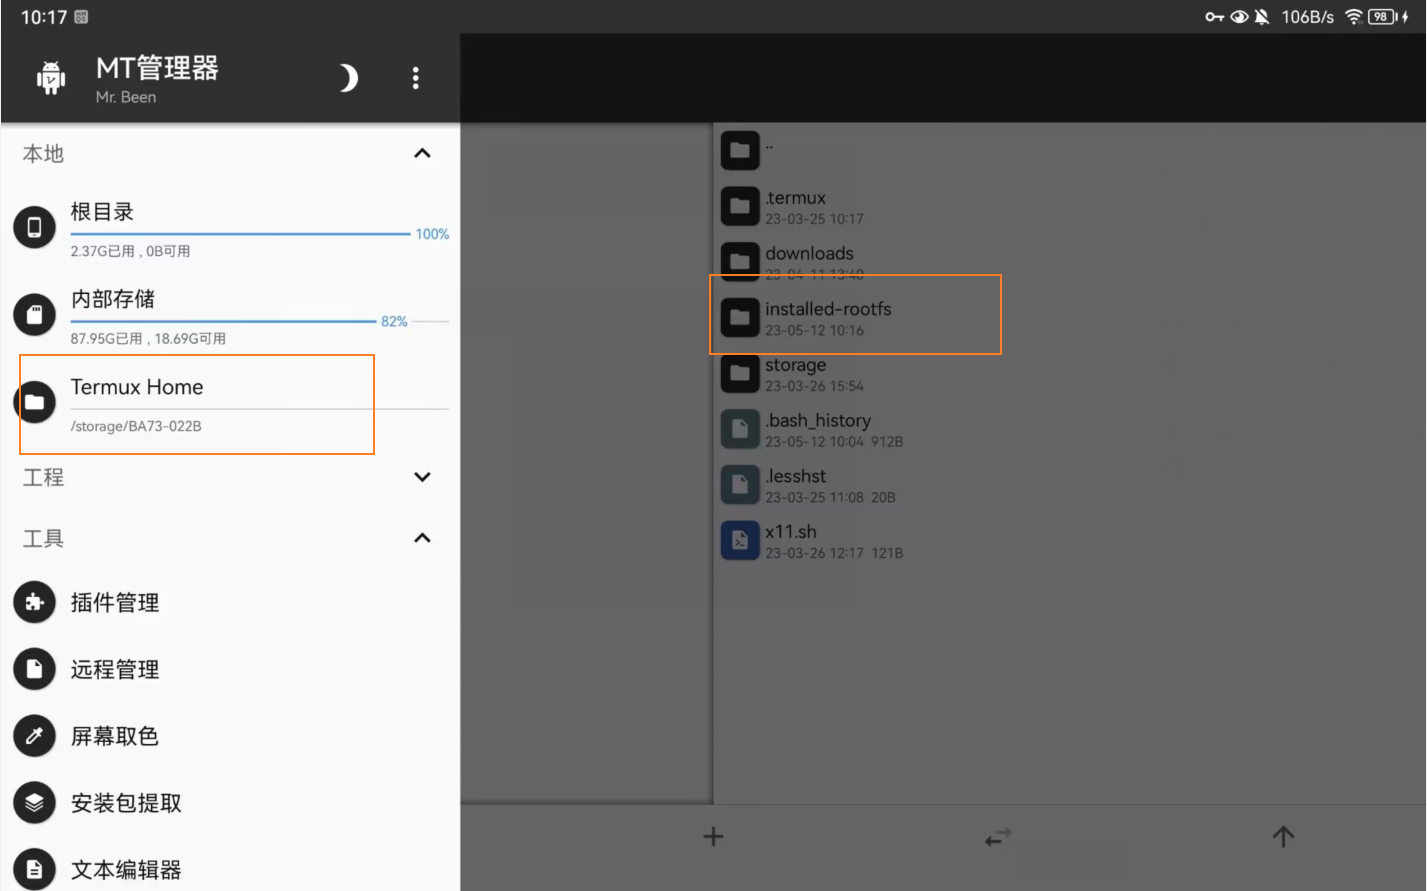 10:17
106B/s
98
MT管理器
Mr. Been
本地
根目录
100%
2.37G已用 , 0B可用
内部存储
82%
87.95G已用 , 18.69G可用
Termux Home
/storage/BA73-022B
工程
工具
插件管理
远程管理
屏幕取色
安装包提取
文本编辑器
..
.termux
23-03-25 10:17
downloads
23-04-11 13:40
installed-rootfs
23-05-12 10:16
storage
23-03-26 15:54
.bash_history
23-05-12 10:04 912B
.lesshst
23-03-25 11:08 20B
x11.sh
23-03-26 12:17 121B